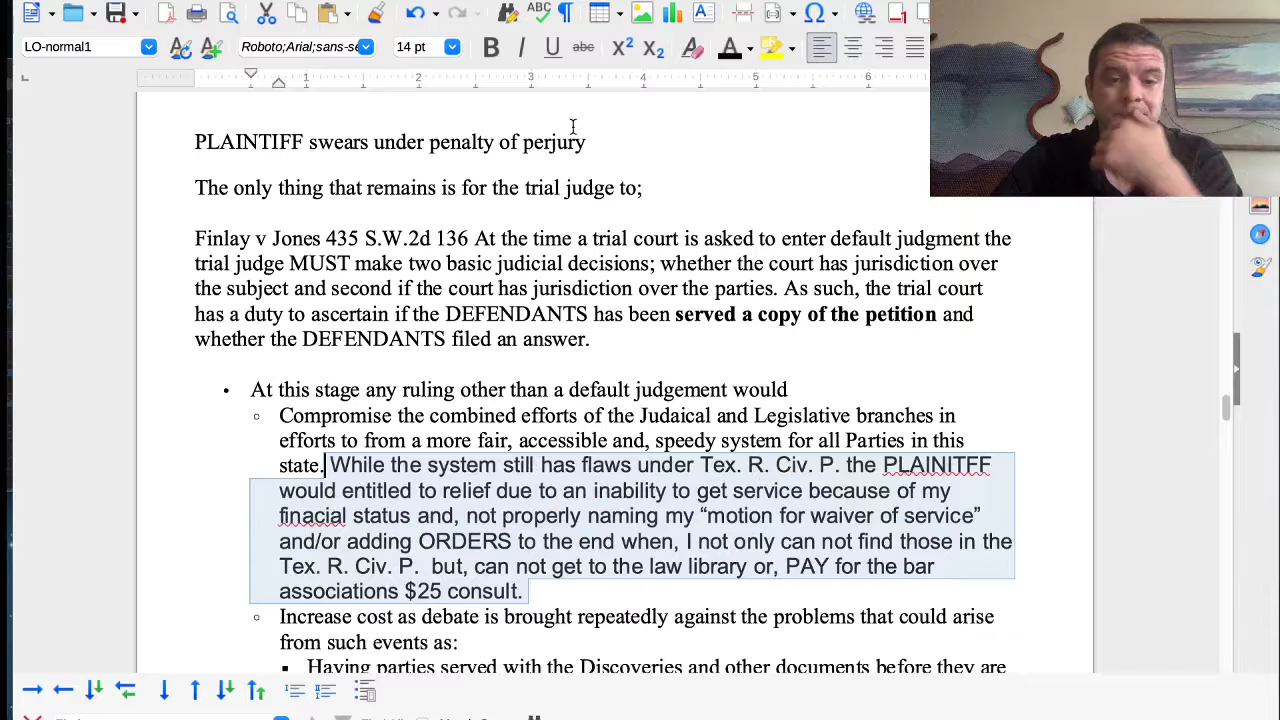 LO-normal1
Roboto;Arial;sans-se
14 pt
ABC
1
2
3
4
5
6
PLAINTIFF swears under penalty of perjury
The only thing that remains is for the trial judge to;
Finlay v Jones 435 S.W.2d 136 At the time a trial court is asked to enter default judgment the
trial judge MUST make two basic judicial decisions; whether the court has jurisdiction over
the subject and second if the court has jurisdiction over the parties. As such, the trial court
has a duty to ascertain if the DEFENDANTS has been served a copy of the petition and
whether the DEFENDANTS filed an answer.
• At this stage any ruling other than a default judgement would
Compromise the combined efforts of the Judaical and Legislative branches in
efforts to from a more fair, accessible and, speedy system for all Parties in this
state. While the system still has flaws under Tex. R. Civ. P. the PLAINITFF
would entitled to relief due to an inability to get service because of my
finacial status and, not properly naming my “motion for waiver of service”
and/or adding ORDERS to the end when, I not only can not find those in the
Tex. R. Civ. P. but, can not get to the law library or, PAY for the bar
associations $25 consult.
Increase cost as debate is brought repeatedly against the problems that could arise
from such events as:
Having parties served with the Discoveries and other documents before they are